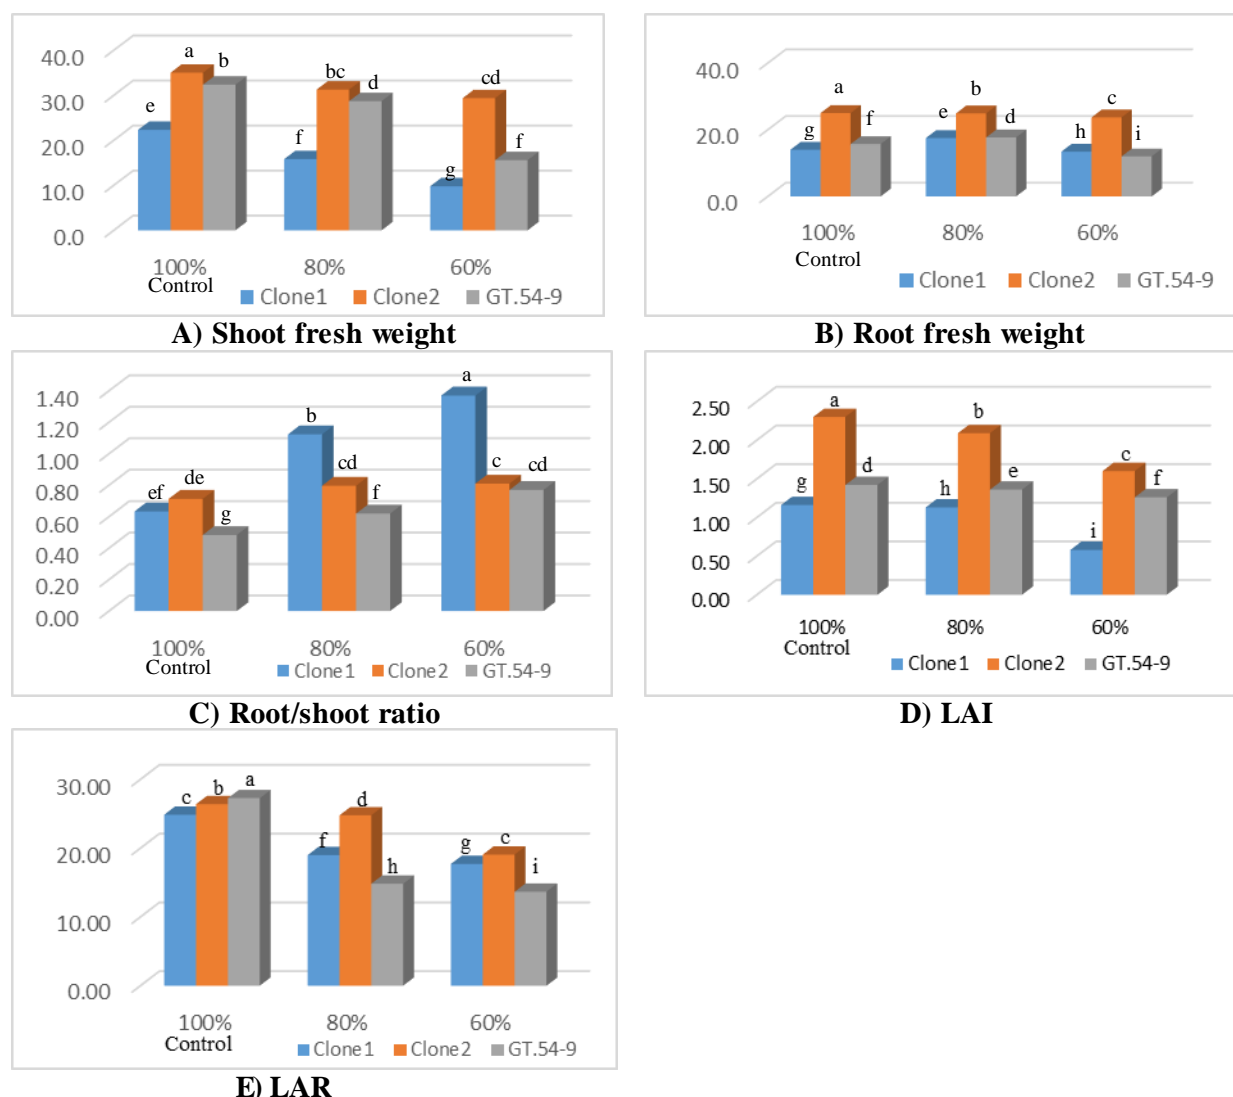 40.0
30.0
20.0
10.0
0.0
a
b
e
bc
d
f
cd
f
g
100% 80% 60%
Control
Clone1 Clone2 GT.54-9
A) Shoot fresh weight
40.0
20.0
0.0
a
g
f
b
e
d
c
h
i
100% 80% 60%
Control
Clone1 Clone2 GT.54-9
B) Root fresh weight
1.40
1.20
1.00
0.80
0.60
0.40
0.20
0.00
ef
de
g
b
cd
f
a
c
cd
100% 80% 60%
Control
Clone1 Clone2 GT.54-9
C) Root/shoot ratio
2.50
2.00
1.50
1.00
0.50
0.00
g
a
d
h
b
e
i
c
f
100% 80% 60%
Control
Clone1 Clone2 GT.54-9
D) LAI
30.00
20.00
10.00
0.00
c
b
a
f
d
h
g
c
i
100% 80% 60%
Control
Clone1 Clone2 GT.54-9
E) LAR